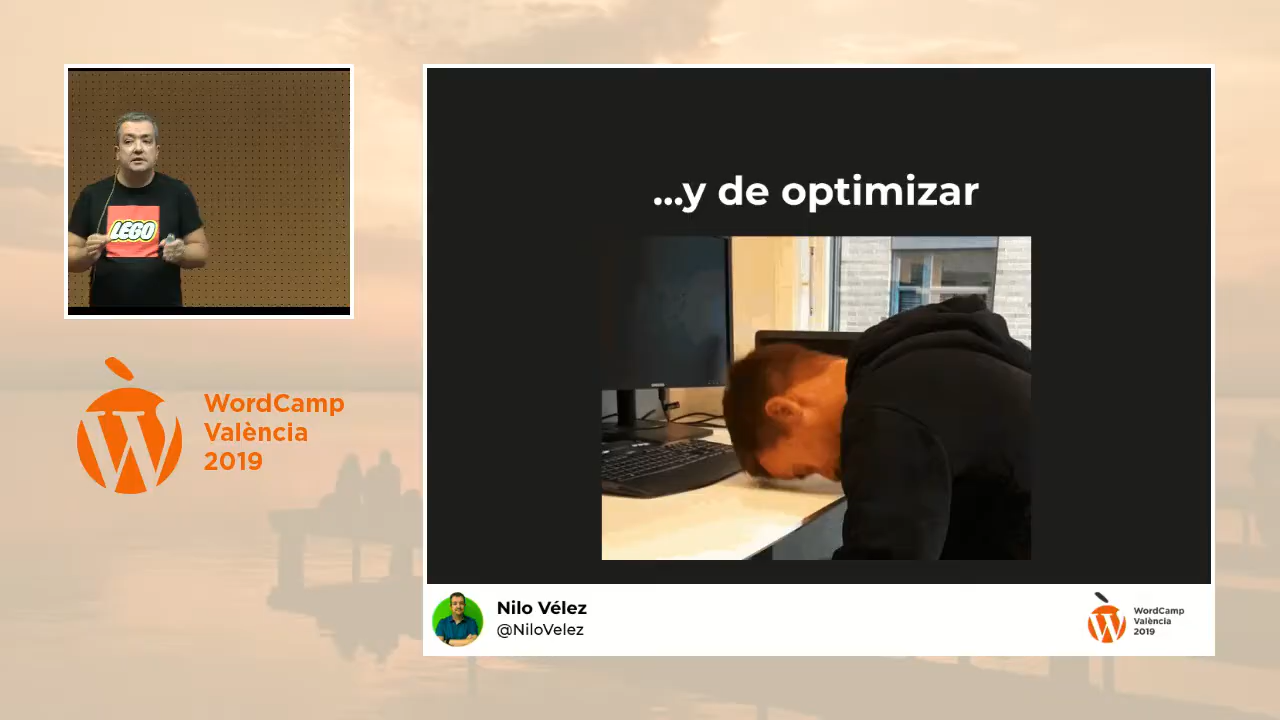 LEGO
WordCamp
València
2019
...y de optimizar
Nilo Vélez
@NiloVelez
WordCamp
València
2019